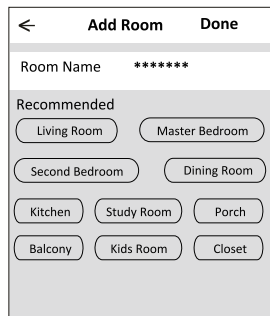 ← Add Room Done
Room Name *******
Recommended
Living Room Master Bedroom
Second Bedroom Dining Room
Kitchen Study Room Porch
Balcony Kids Room Closet